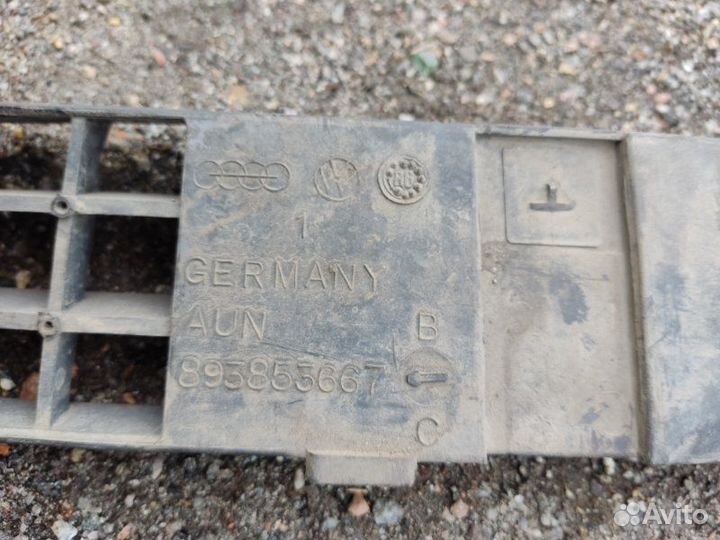 1
GERMANY
AUN
B
893853667
C
Avito